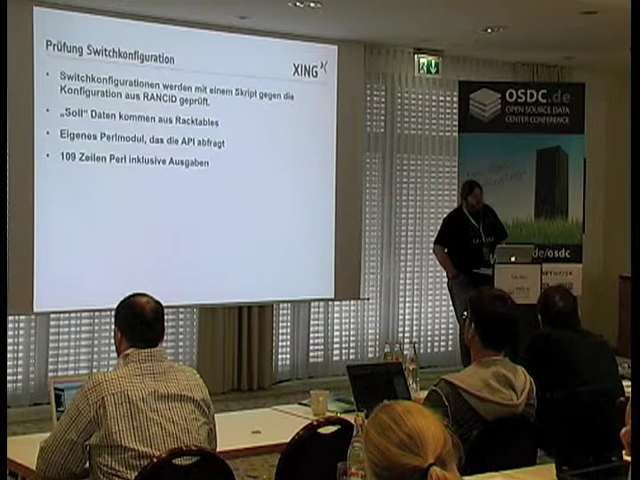 Prüfung Switchkonfiguration
XING
• Switchkonfigurationen werden mit einem Skript gegen die
Konfiguration aus RANCID geprüft.
• „Soll“ Daten kommen aus Racktables
• Eigenes Perlmodul, das die API abfragt
• 109 Zeilen Perl inklusive Ausgaben
OSDC.de
OPEN SOURCE DATA
CENTER CONFERENCE
de/osdc